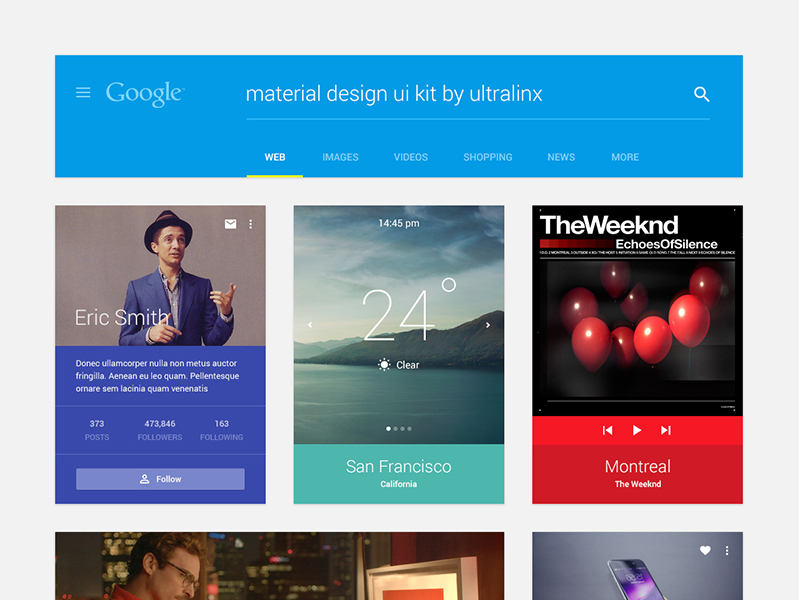 Google
material design ui kit by ultralinx
WEB IMAGES VIDEOS SHOPPING NEWS MORE
Eric Smith
Donec ullamcorper nulla non metus auctor
fringilla. Aenean eu leo quam. Pellentesque
ornare sem lacinia quam venenatis
373 473,846 163
POSTS FOLLOWERS FOLLOWING
Follow
14:45 pm
24°
Clear
San Francisco
California
TheWeeknd
EchoesOfSilence
Montreal
The Weeknd